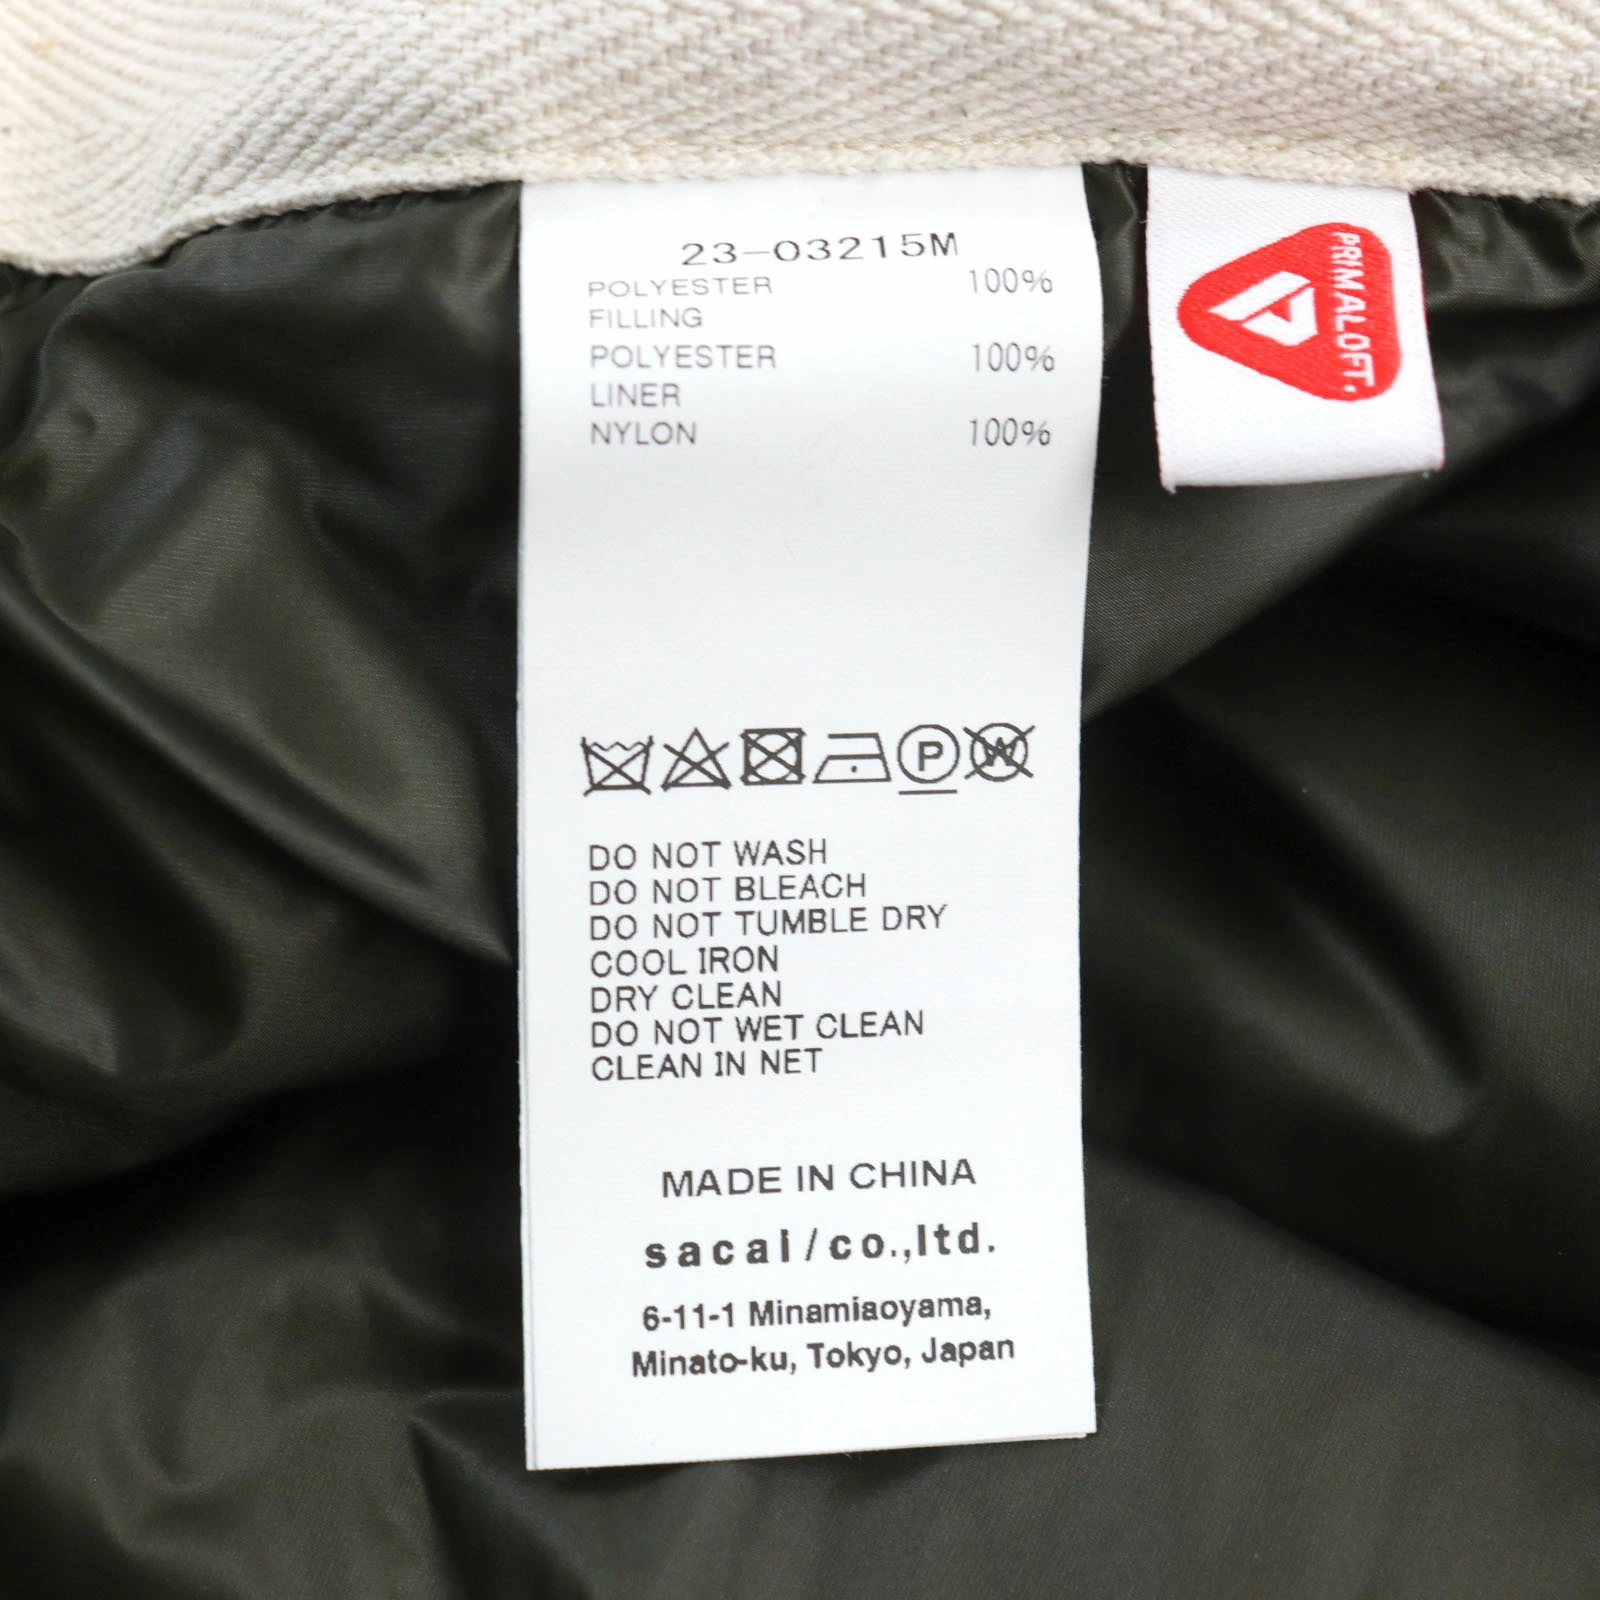 23-03215M
POLYESTER 100%
FILLING
POLYESTER 100%
LINER
NYLON 100%
P W
DO NOT WASH
DO NOT BLEACH
DO NOT TUMBLE DRY
COOL IRON
DRY CLEAN
DO NOT WET CLEAN
CLEAN IN NET
MADE IN CHINA
sacai/co.,ltd.
6-11-1 Minamiaoyama,
Minato-ku, Tokyo, Japan
PRIMALOFT.